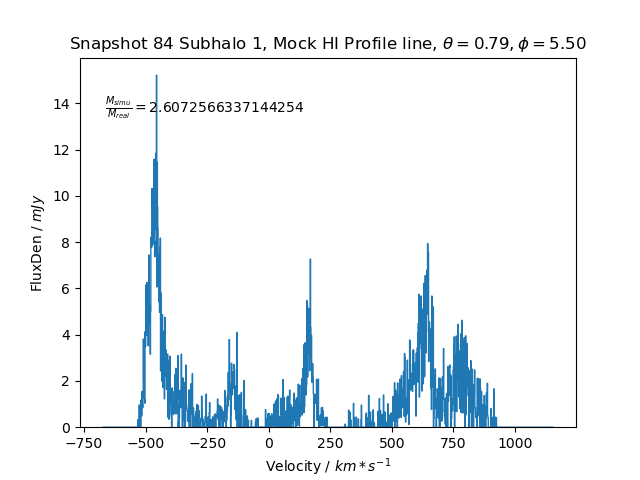 Snapshot 84 Subhalo 1, Mock HI Profile line, θ = 0.79, ϕ = 5.50
M_simu/M_real = 2.6072566337144254
14
12
10
8
6
4
2
0
FluxDen / mJy
−750 −500 −250 0 250 500 750 1000
Velocity / km * s⁻¹